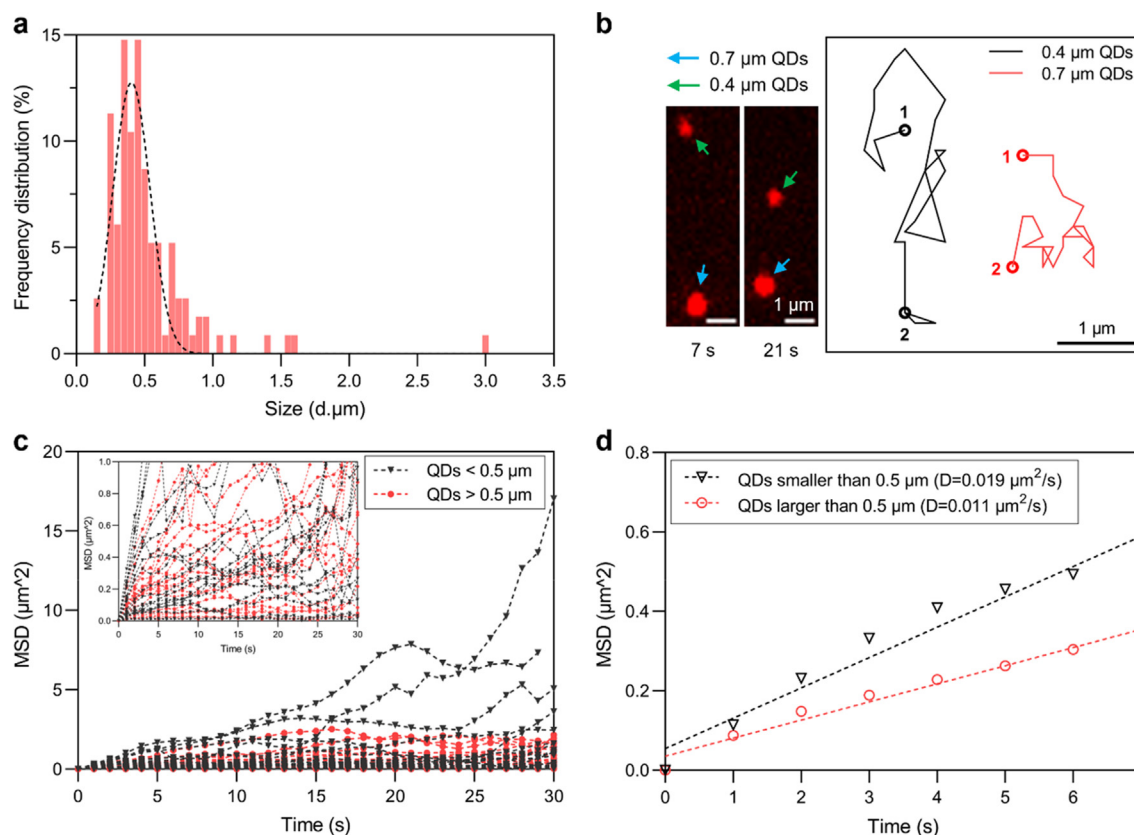 a
15
10
5
0
Frequency distribution (%)
0.0 0.5 1.0 1.5 2.0 2.5 3.0 3.5
Size (d.μm)
b
0.7 μm QDs
0.4 μm QDs
1 μm
7 s 21 s
0.4 μm QDs
0.7 μm QDs
1
2
1
2
1 μm
c
20
15
10
5
0
MSD (μm^2)
0 5 10 15 20 25 30
Time (s)
QDs < 0.5 μm
QDs > 0.5 μm
1.0
0.8
0.6
0.4
0.2
0.0
MSD (μm^2)
0 5 10 15 20 25 30
Time (s)
d
0.8
0.6
0.4
0.2
0.0
MSD (μm^2)
0 1 2 3 4 5 6
Time (s)
QDs smaller than 0.5 μm (D=0.019 μm²/s)
QDs larger than 0.5 μm (D=0.011 μm²/s)